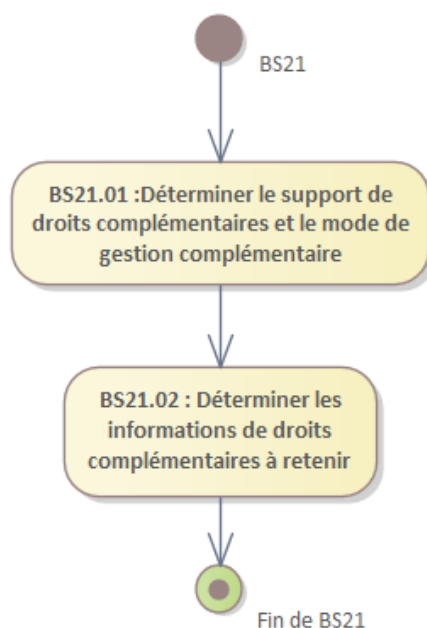 BS21
BS21.01 :Déterminer le support de
droits complémentaires et le mode de
gestion complémentaire
BS21.02 : Déterminer les
informations de droits
complémentaires à retenir
Fin de BS21